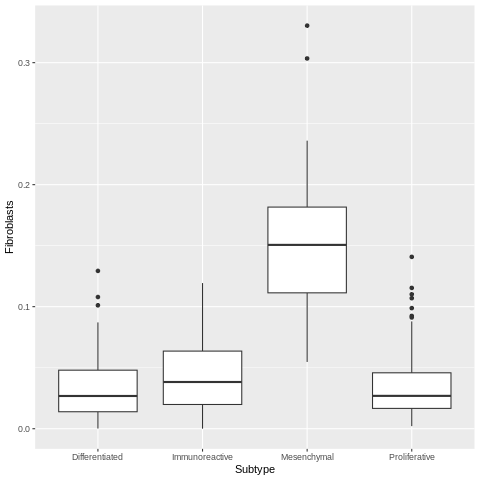 Fibroblasts
0.3
0.2
0.1
0.0
Differentiated Immunoreactive Mesenchymal Proliferative
Subtype